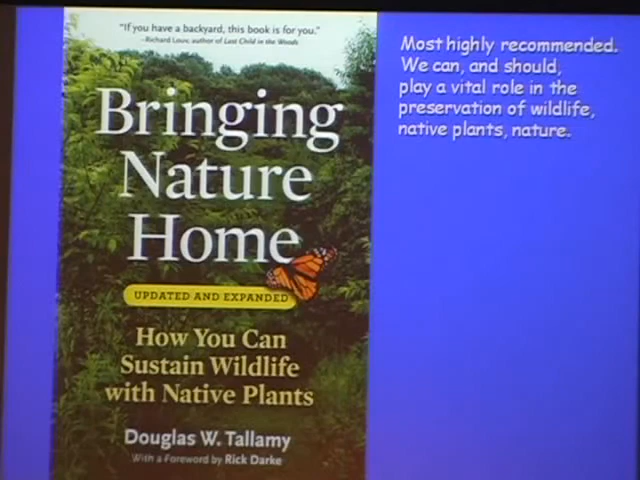 "If you have a backyard, this book is for you."
–Richard Louv, author of Last Child in the Woods
Bringing
Nature
Home
UPDATED AND EXPANDED
How You Can
Sustain Wildlife
with Native Plants
Douglas W. Tallamy
With a Foreword by Rick Darke
Most highly recommended.
We can, and should,
play a vital role in the
preservation of wildlife,
native plants, nature.